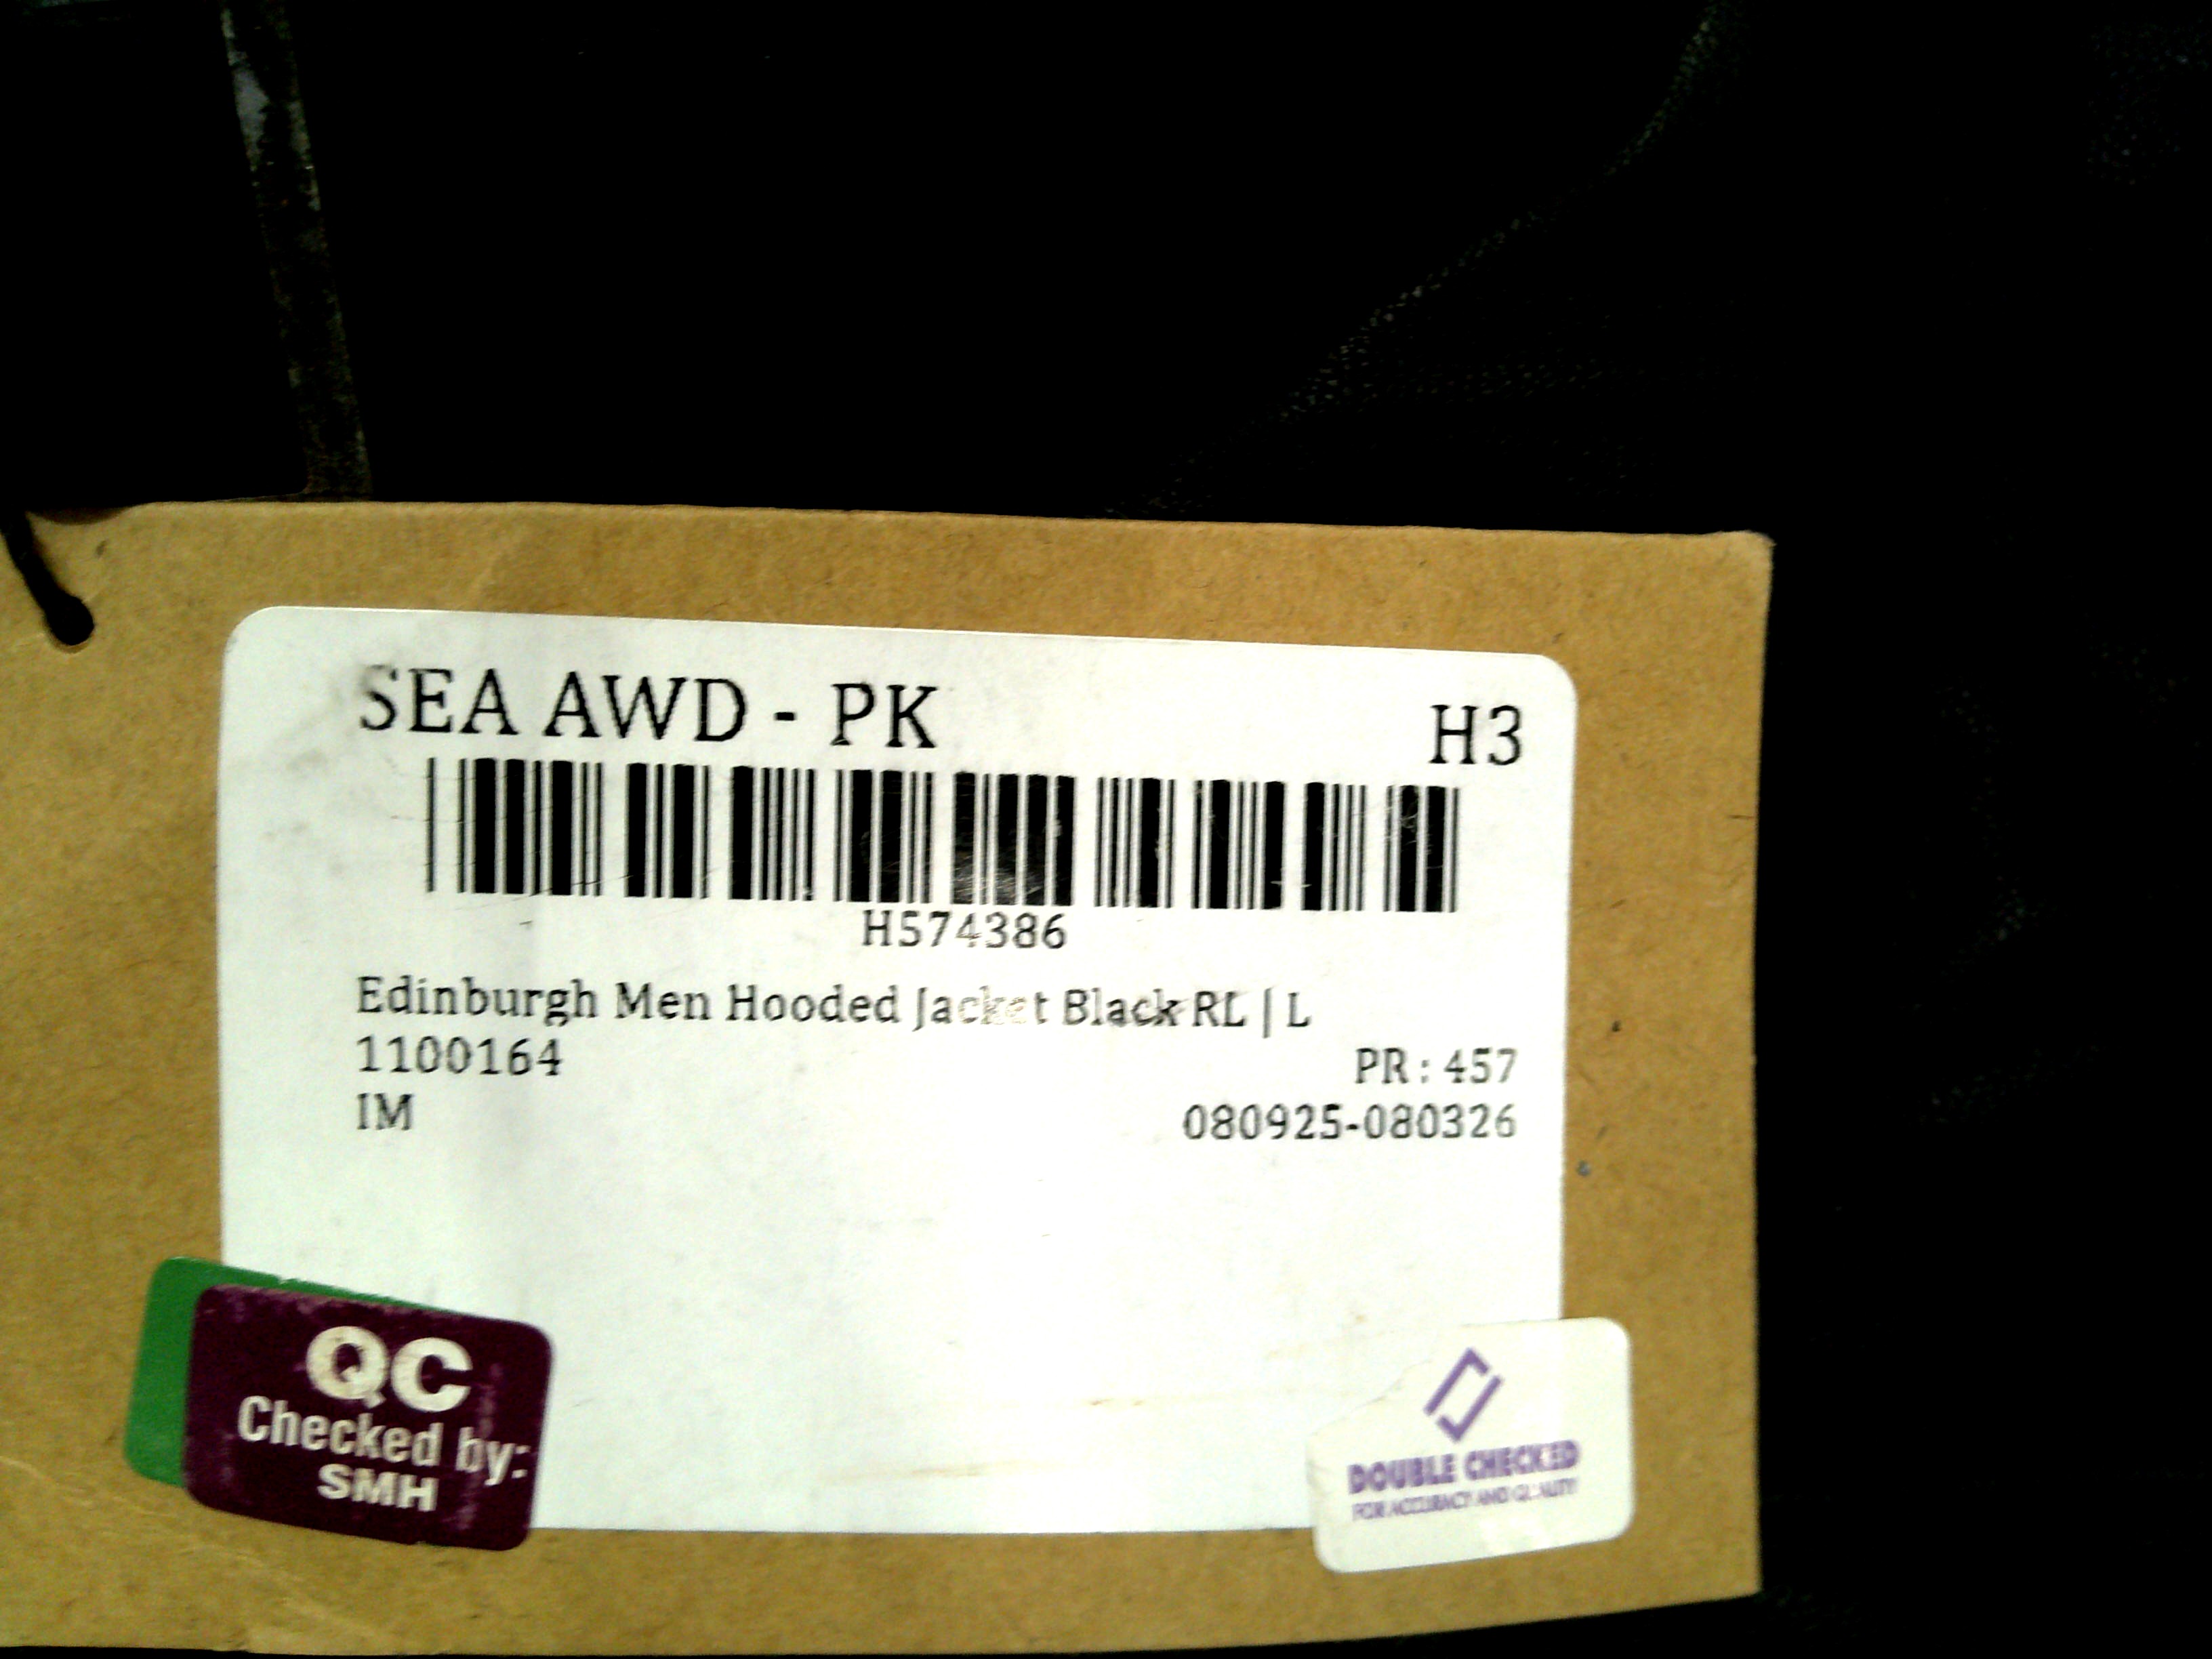 SEA AWD - PK
H3
H574386
Edinburgh Men Hooded Jacket Black RL | L
1100164
PR : 457
IM
080925-080326
QC
Checked by:
SMH
DOUBLE CHECKED
FOR ACCURACY AND QUALITY